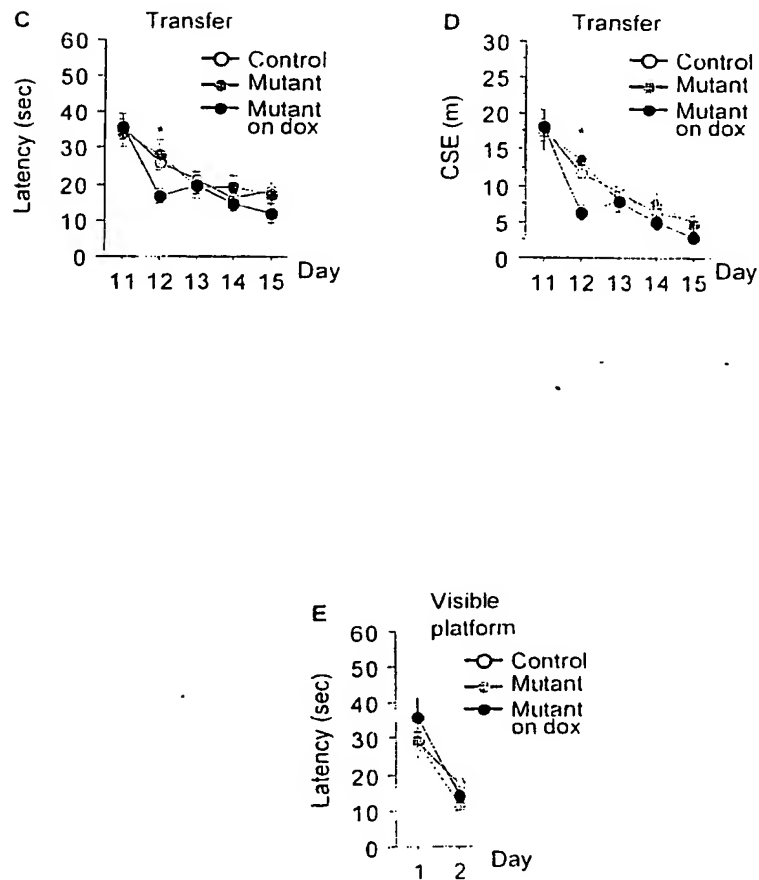 C
Transfer
60
50
40
30
20
10
0
Latency (sec)
Control
Mutant
Mutant
on dox
11 12 13 14 15
Day
D
Transfer
30
25
20
15
10
5
0
CSE (m)
Control
Mutant
Mutant
on dox
11 12 13 14 15
Day
E
Visible
platform
60
50
40
30
20
10
0
Latency (sec)
Control
Mutant
Mutant
on dox
1 2
Day